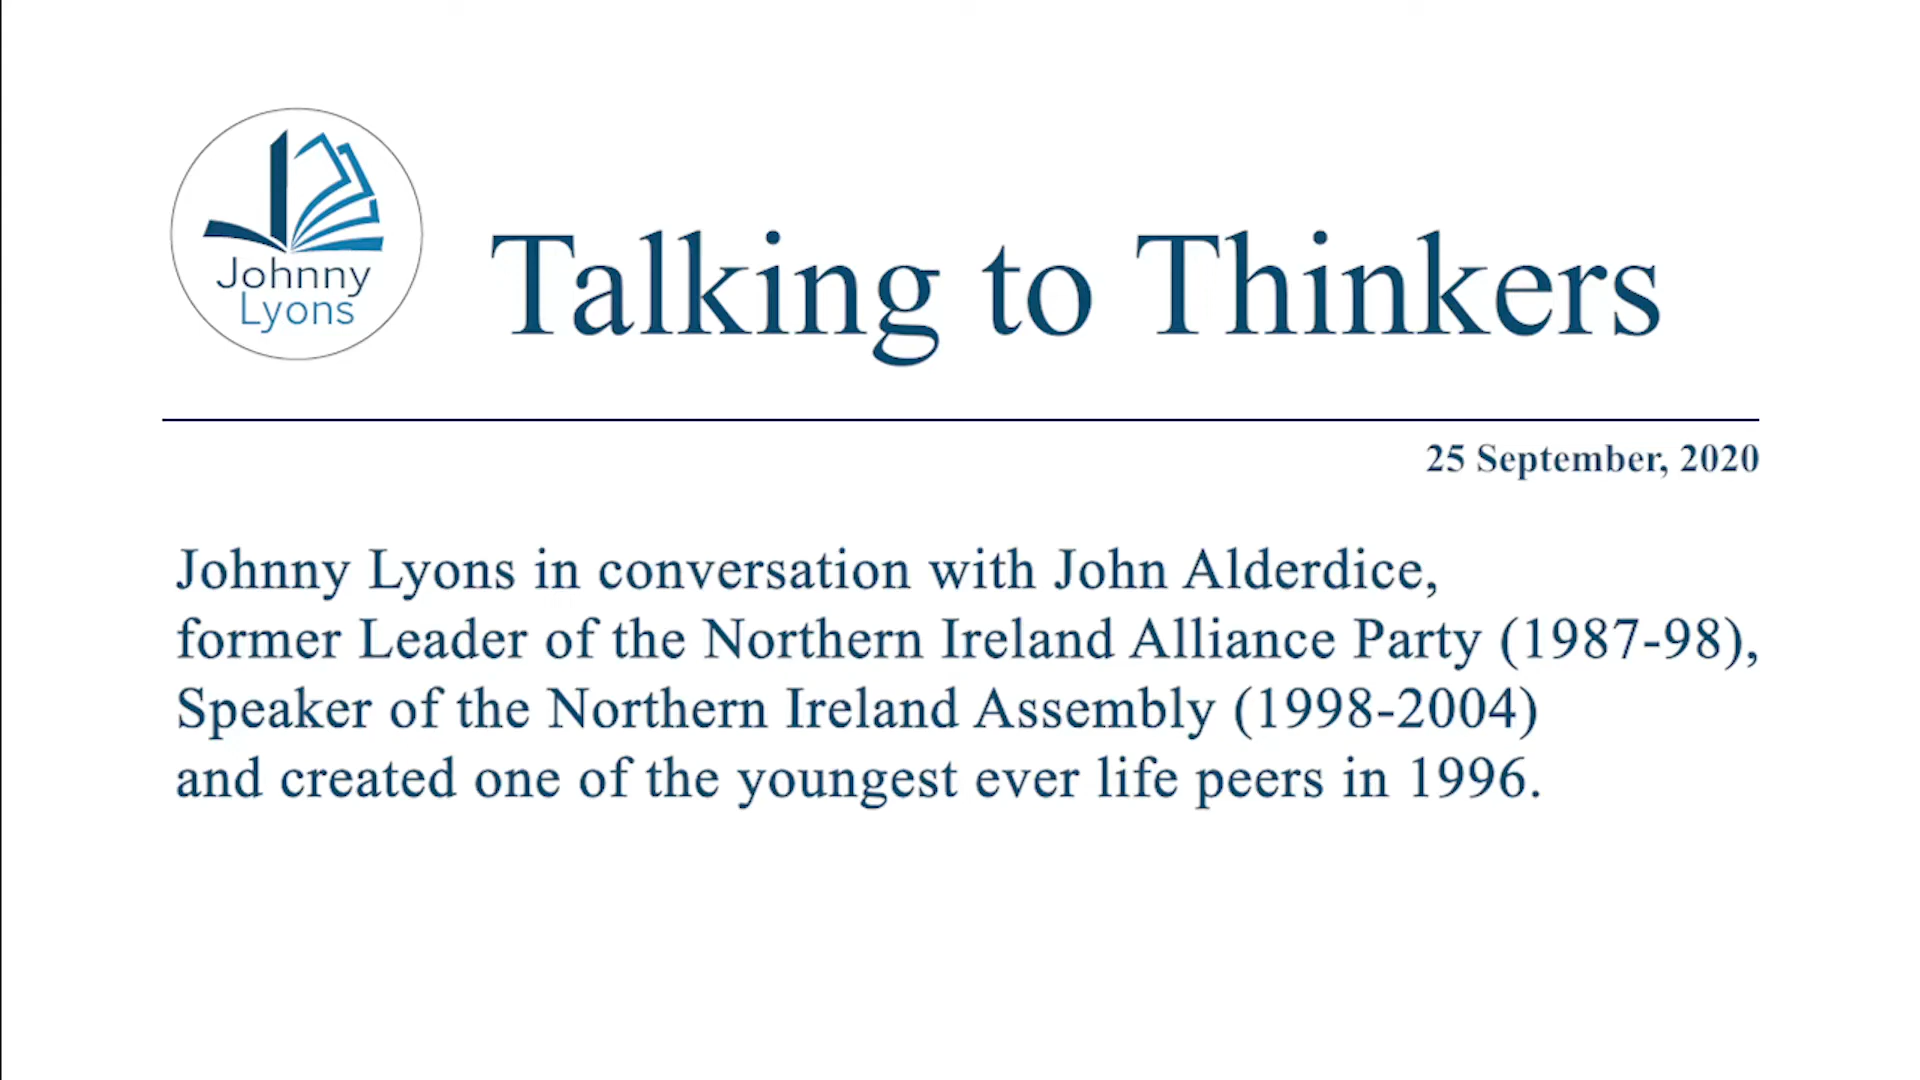 Johnny
Lyons
Talking to Thinkers
25 September, 2020
Johnny Lyons in conversation with John Alderdice,
former Leader of the Northern Ireland Alliance Party (1987-98),
Speaker of the Northern Ireland Assembly (1998-2004)
and created one of the youngest ever life peers in 1996.